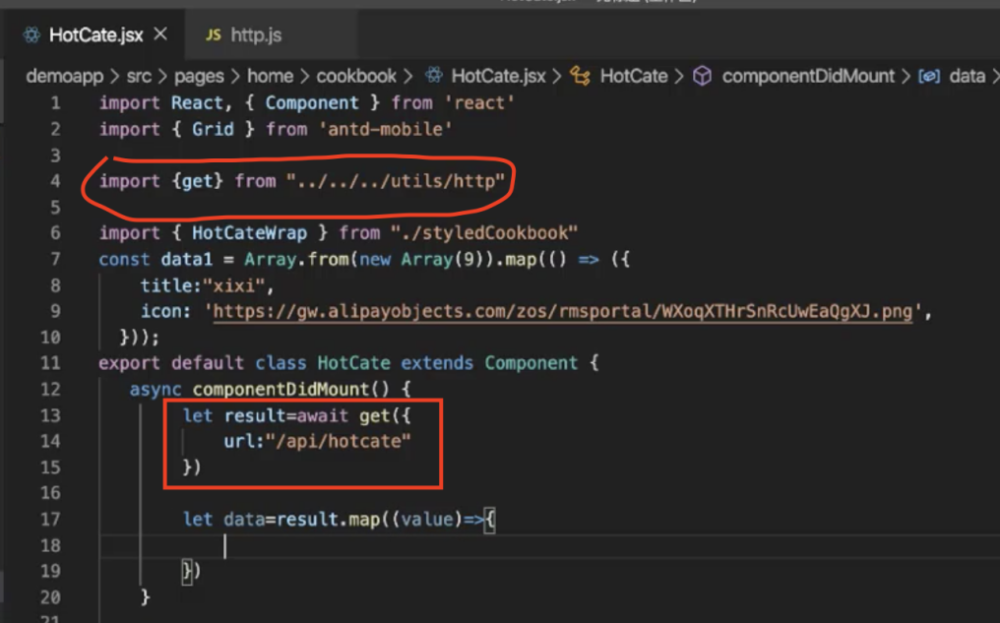 HotCate.jsx × JS http.js
demoapp > src > pages > home > cookbook > HotCate.jsx > HotCate > componentDidMount > data >
1 import React, { Component } from 'react'
2 import { Grid } from 'antd-mobile'
3
4 import {get} from "../../../utils/http"
5
6 import { HotCateWrap } from "./styledCookbook"
7 const data1 = Array.from(new Array(9)).map(() => ({
8 title:"xixi",
9 icon: 'https://gw.alipayobjects.com/zos/rmsportal/WXoqXTHrSnRcUwEaQgXJ.png',
10 }));
11 export default class HotCate extends Component {
12 async componentDidMount() {
13 let result=await get({
14 url:"/api/hotcate"
15 })
16
17 let data=result.map((value)=>{
18
19 })
20 }
21